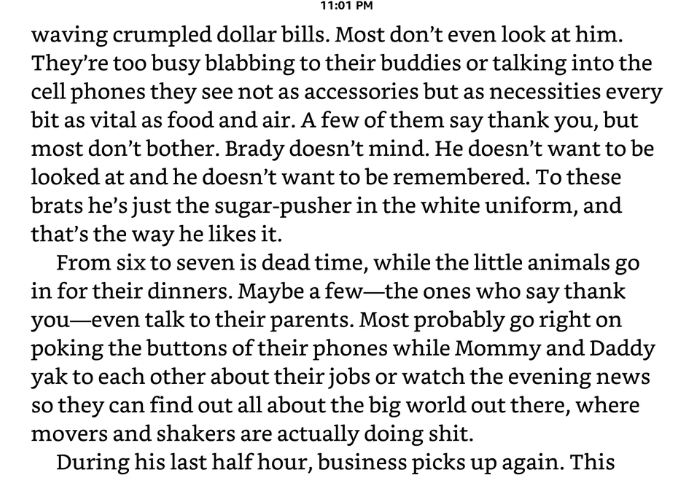 11:01 PM
waving crumpled dollar bills. Most don’t even look at him.
They’re too busy blabbing to their buddies or talking into the
cell phones they see not as accessories but as necessities every
bit as vital as food and air. A few of them say thank you, but
most don’t bother. Brady doesn’t mind. He doesn’t want to be
looked at and he doesn’t want to be remembered. To these
brats he’s just the sugar-pusher in the white uniform, and
that’s the way he likes it.
From six to seven is dead time, while the little animals go
in for their dinners. Maybe a few—the ones who say thank
you—even talk to their parents. Most probably go right on
poking the buttons of their phones while Mommy and Daddy
yak to each other about their jobs or watch the evening news
so they can find out all about the big world out there, where
movers and shakers are actually doing shit.
During his last half hour, business picks up again. This